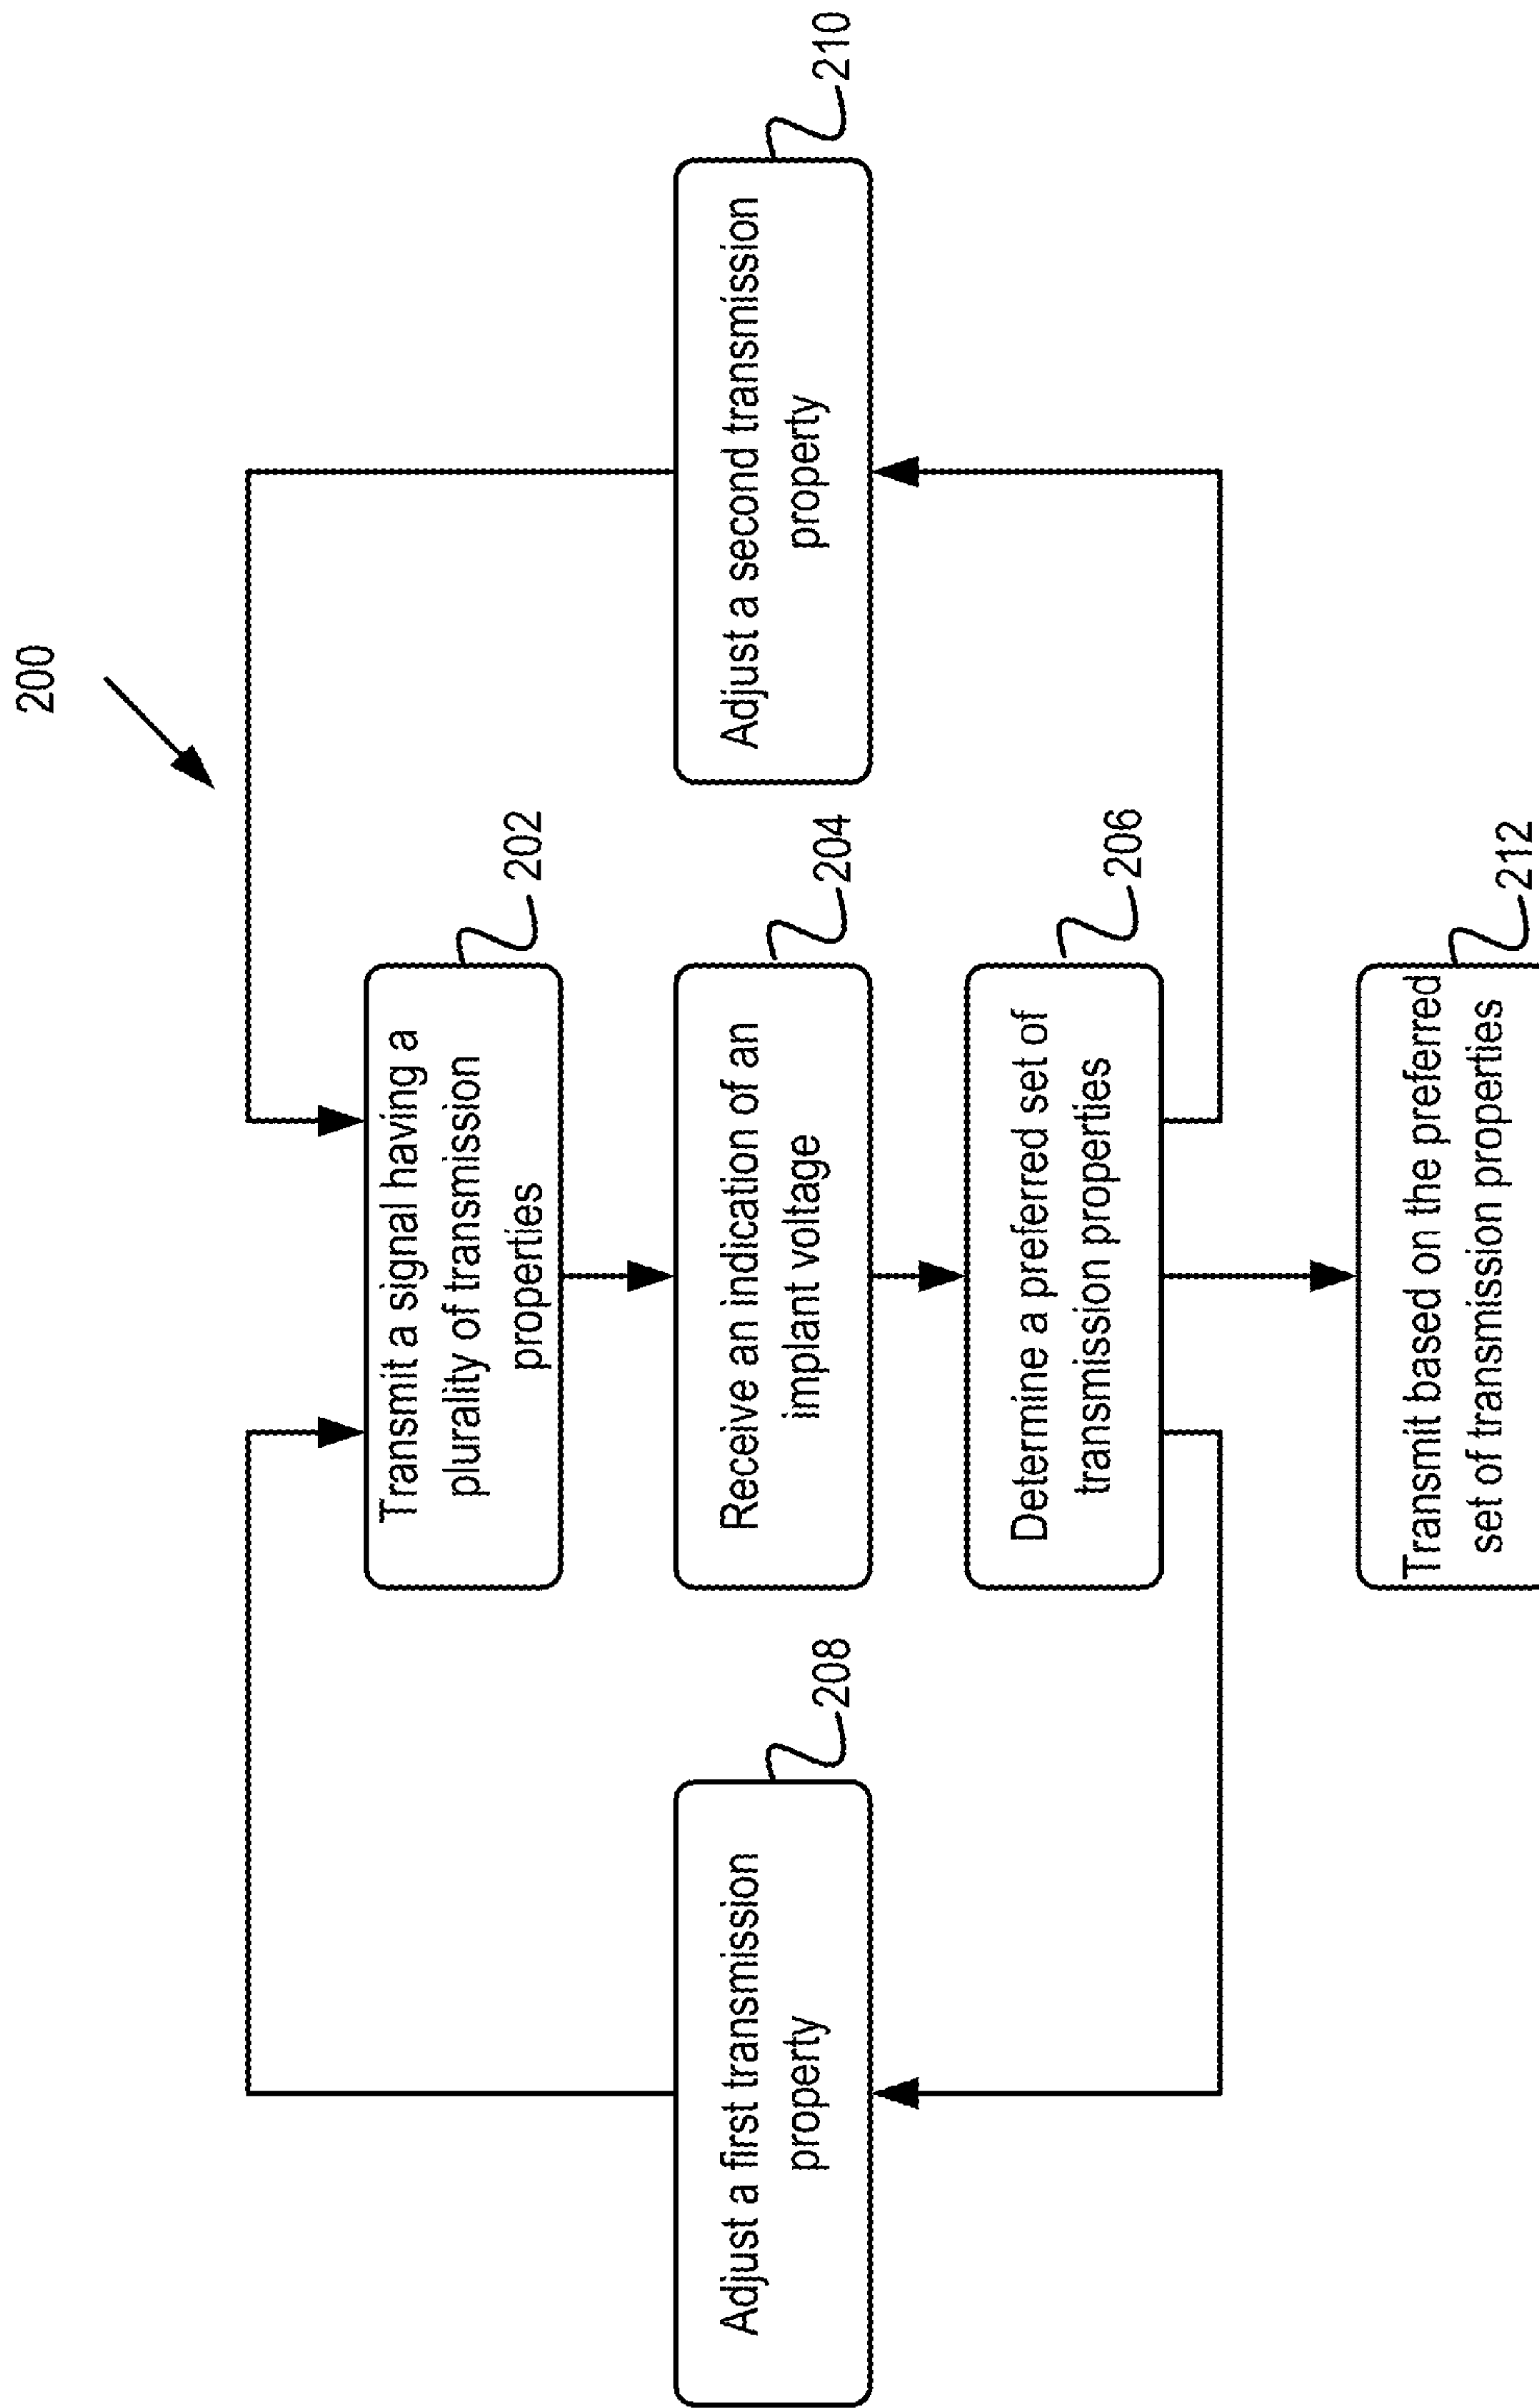 200
Transmit a signal having a
plurality of transmission
properties
202
Adjust a first transmission
property
208
Receive an indication of an
implant voltage
204
Adjust a second transmission
property
210
Determine a preferred set of
transmission properties
206
Transmit based on the preferred
set of transmission properties
212